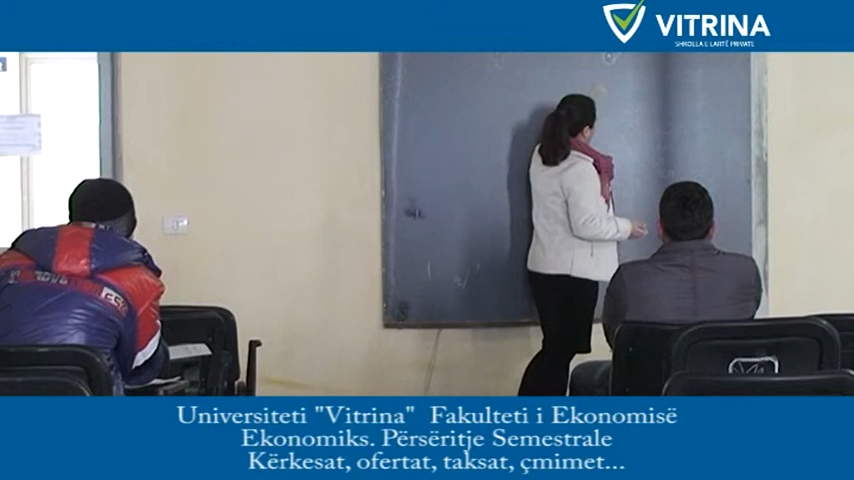 VITRINA
SHKOLLA E LARTË PRIVATE
Universiteti "Vitrina" Fakulteti i Ekonomisë
Ekonomiks. Përsëritje Semestrale
Kërkesat, ofertat, taksat, çmimet...